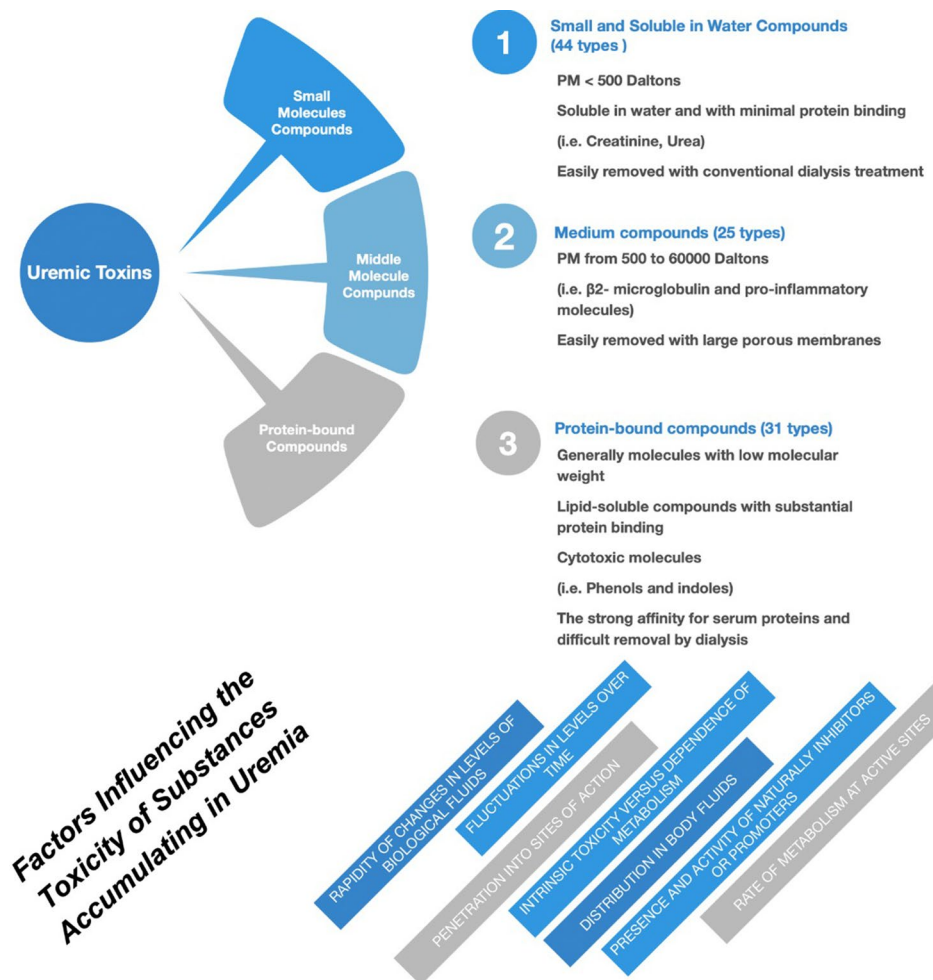 Uremic Toxins
Small
Molecules
Compounds
Middle
Molecule
Compunds
Protein-bound
Compounds
1
Small and Soluble in Water Compounds
(44 types )
PM < 500 Daltons
Soluble in water and with minimal protein binding
(i.e. Creatinine, Urea)
Easily removed with conventional dialysis treatment
2
Medium compounds (25 types)
PM from 500 to 60000 Daltons
(i.e. β2- microglobulin and pro-inflammatory
molecules)
Easily removed with large porous membranes
3
Protein-bound compounds (31 types)
Generally molecules with low molecular
weight
Lipid-soluble compounds with substantial
protein binding
Cytotoxic molecules
(i.e. Phenols and indoles)
The strong affinity for serum proteins and
difficult removal by dialysis
Factors Influencing the
Toxicity of Substances
Accumulating in Uremia
RAPIDITY OF CHANGES IN LEVELS OF
BIOLOGICAL FLUIDS
FLUCTUATIONS IN LEVELS OVER
TIME
PENETRATION INTO SITES OF ACTION
INTRINSIC TOXICITY VERSUS DEPENDENCE OF
METABOLISM
DISTRIBUTION IN BODY FLUIDS
PRESENCE AND ACTIVITY OF NATURALLY INHIBITORS
OR PROMOTERS
RATE OF METABOLISM AT ACTIVE SITES